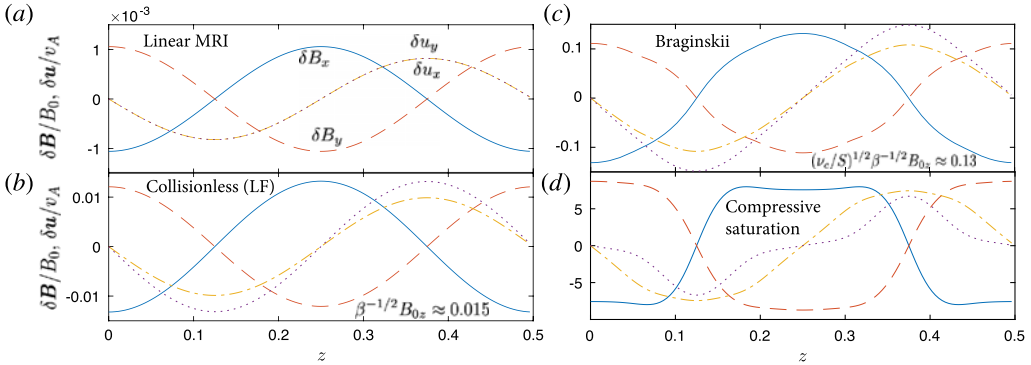 (a)
×10⁻³
Linear MRI
δB_x
δu_y
δu_x
δB_y
1
0
-1
δB/B₀, δu/v_A
(b)
Collisionless (LF)
β^{-1/2}B_{0z} ≈ 0.015
0.01
0
-0.01
δB/B₀, δu/v_A
0 0.1 0.2 0.3 0.4 0.5
z
(c)
Braginskii
(ν_c/S)^{1/2}β^{-1/2}B_{0z} ≈ 0.13
0.1
0
-0.1
(d)
Compressive
saturation
5
0
-5
0 0.1 0.2 0.3 0.4 0.5
z